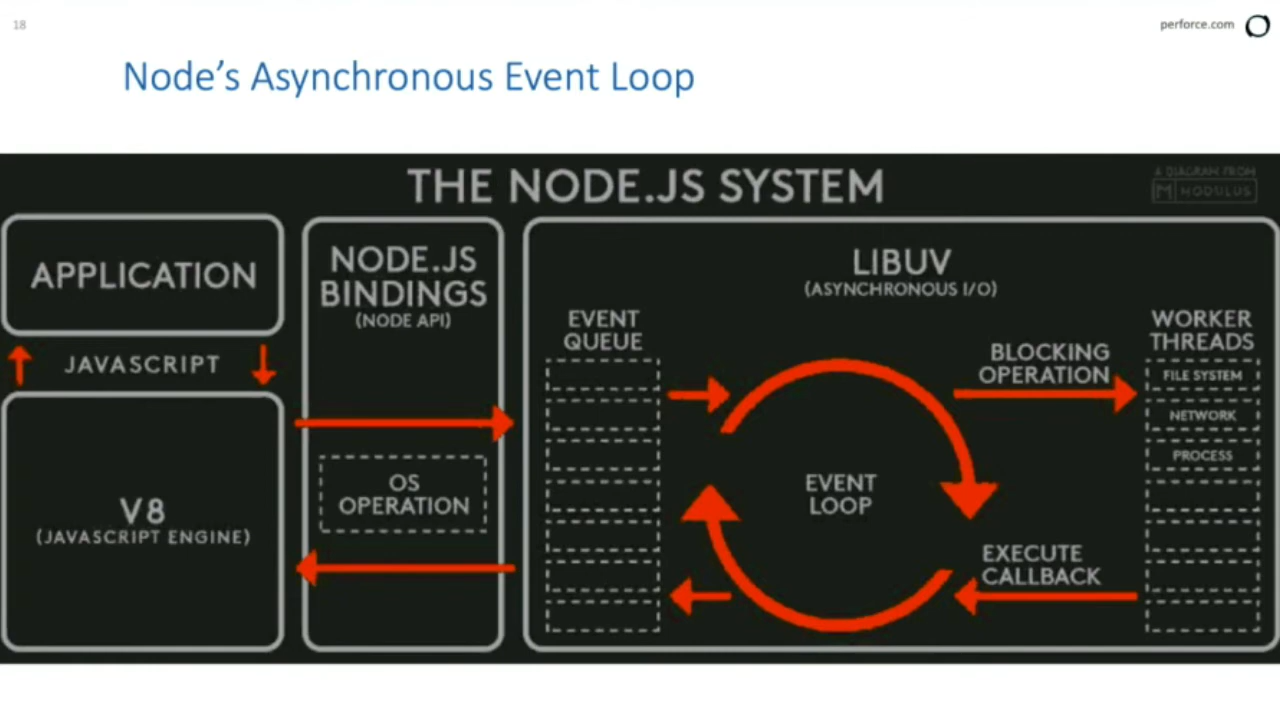 18
perforce.com
Node's Asynchronous Event Loop
THE NODE.JS SYSTEM
A DIAGRAM FROM
M MODULUS
APPLICATION
JAVASCRIPT
V8
(JAVASCRIPT ENGINE)
NODE.JS
BINDINGS
(NODE API)
OS
OPERATION
LIBUV
(ASYNCHRONOUS I/O)
EVENT
QUEUE
EVENT
LOOP
BLOCKING
OPERATION
EXECUTE
CALLBACK
WORKER
THREADS
FILE SYSTEM
NETWORK
PROCESS